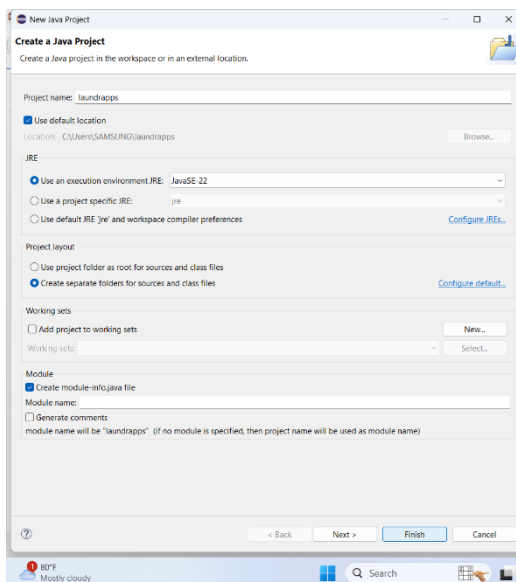 New Java Project
Create a Java Project
Create a Java project in the workspace or in an external location.
Project name: laundrapps
Use default location
Location: C:\Users\SAMSUNG\laundrapps Browse...
JRE
Use an execution environment JRE: JavaSE-22
Use a project specific JRE: jre
Use default JRE 'jre' and workspace compiler preferences Configure JREs...
Project layout
Use project folder as root for sources and class files
Create separate folders for sources and class files Configure default...
Working sets
Add project to working sets New...
Working sets: Select...
Module
Create module-info.java file
Module name:
Generate comments
module name will be "laundrapps" (if no module is specified, then project name will be used as module name)
? < Back Next > Finish Cancel
1 80°F Search
Mostly cloudy